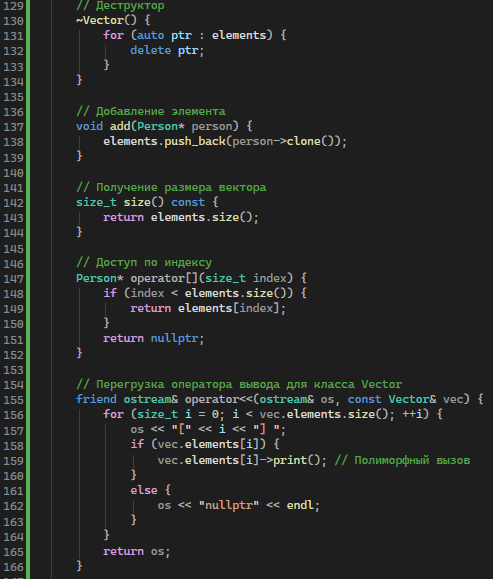 129 // Деструктор
130 ~Vector() {
131 for (auto ptr : elements) {
132 delete ptr;
133 }
134 }
135
136 // Добавление элемента
137 void add(Person* person) {
138 elements.push_back(person->clone());
139 }
140
141 // Получение размера вектора
142 size_t size() const {
143 return elements.size();
144 }
145
146 // Доступ по индексу
147 Person* operator[](size_t index) {
148 if (index < elements.size()) {
149 return elements[index];
150 }
151 return nullptr;
152 }
153
154 // Перегрузка оператора вывода для класса Vector
155 friend ostream& operator<<(ostream& os, const Vector& vec) {
156 for (size_t i = 0; i < vec.elements.size(); ++i) {
157 os << "[" << i << "] ";
158 if (vec.elements[i]) {
159 vec.elements[i]->print(); // Полиморфный вызов
160 }
161 else {
162 os << "nullptr" << endl;
163 }
164 }
165 return os;
166 }